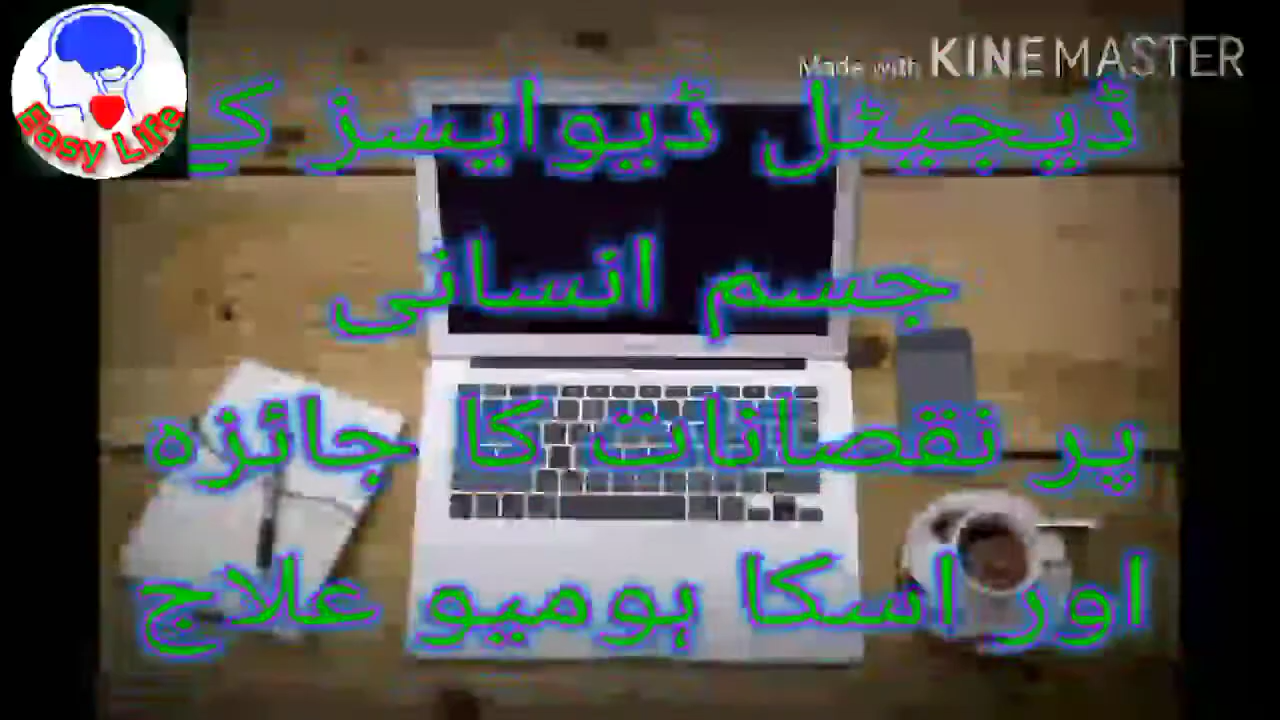 Easy Life
Made with KINEMASTER
ڈیجیٹل ڈیوایسز کے
جسم انسانی
پر نقصانات کا جائزہ
اور اسکا ہومیو علاج